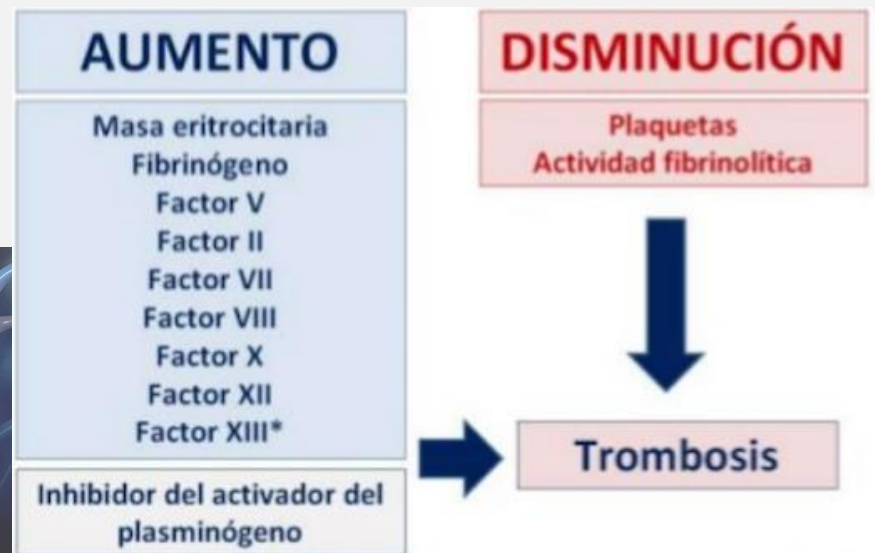 AUMENTO
Masa eritrocitaria
Fibrinógeno
Factor V
Factor II
Factor VII
Factor VIII
Factor X
Factor XII
Factor XIII*
Inhibidor del activador del
plasminógeno
DISMINUCIÓN
Plaquetas
Actividad fibrinolítica
Trombosis